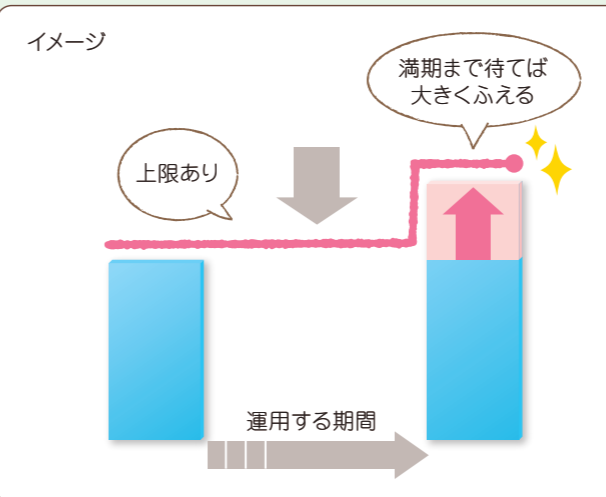 イメージ
満期まで待てば
大きくふえる
上限あり
運用する期間